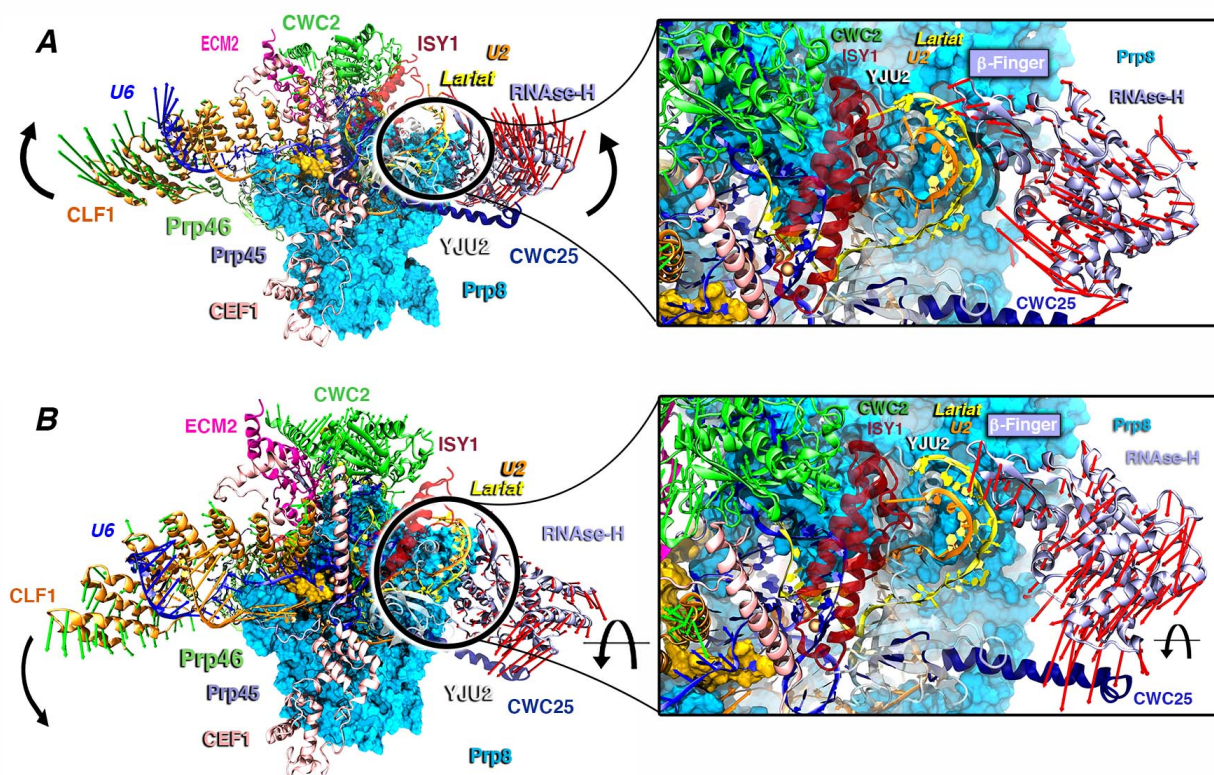 A
CWC2
ECM2
ISY1
U2
Lariat
RNAse-H
U6
CLF1
Prp46
Prp45
YJU2
CWC25
CEF1
Prp8
CWC2
Lariat
ISY1
U2
YJU2
β-Finger
Prp8
RNAse-H
CWC25
B
CWC2
ECM2
ISY1
U2
Lariat
U6
RNAse-H
CLF1
Prp46
Prp45
YJU2
CWC25
CEF1
Prp8
CWC2
Lariat
ISY1
U2
YJU2
β-Finger
Prp8
RNAse-H
CWC25